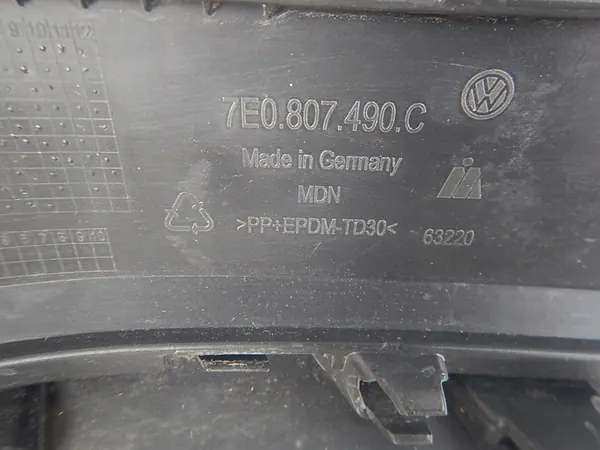 7E0.807.490.C
Made in Germany
MDN
>PP+EPDM-TD30<
63220